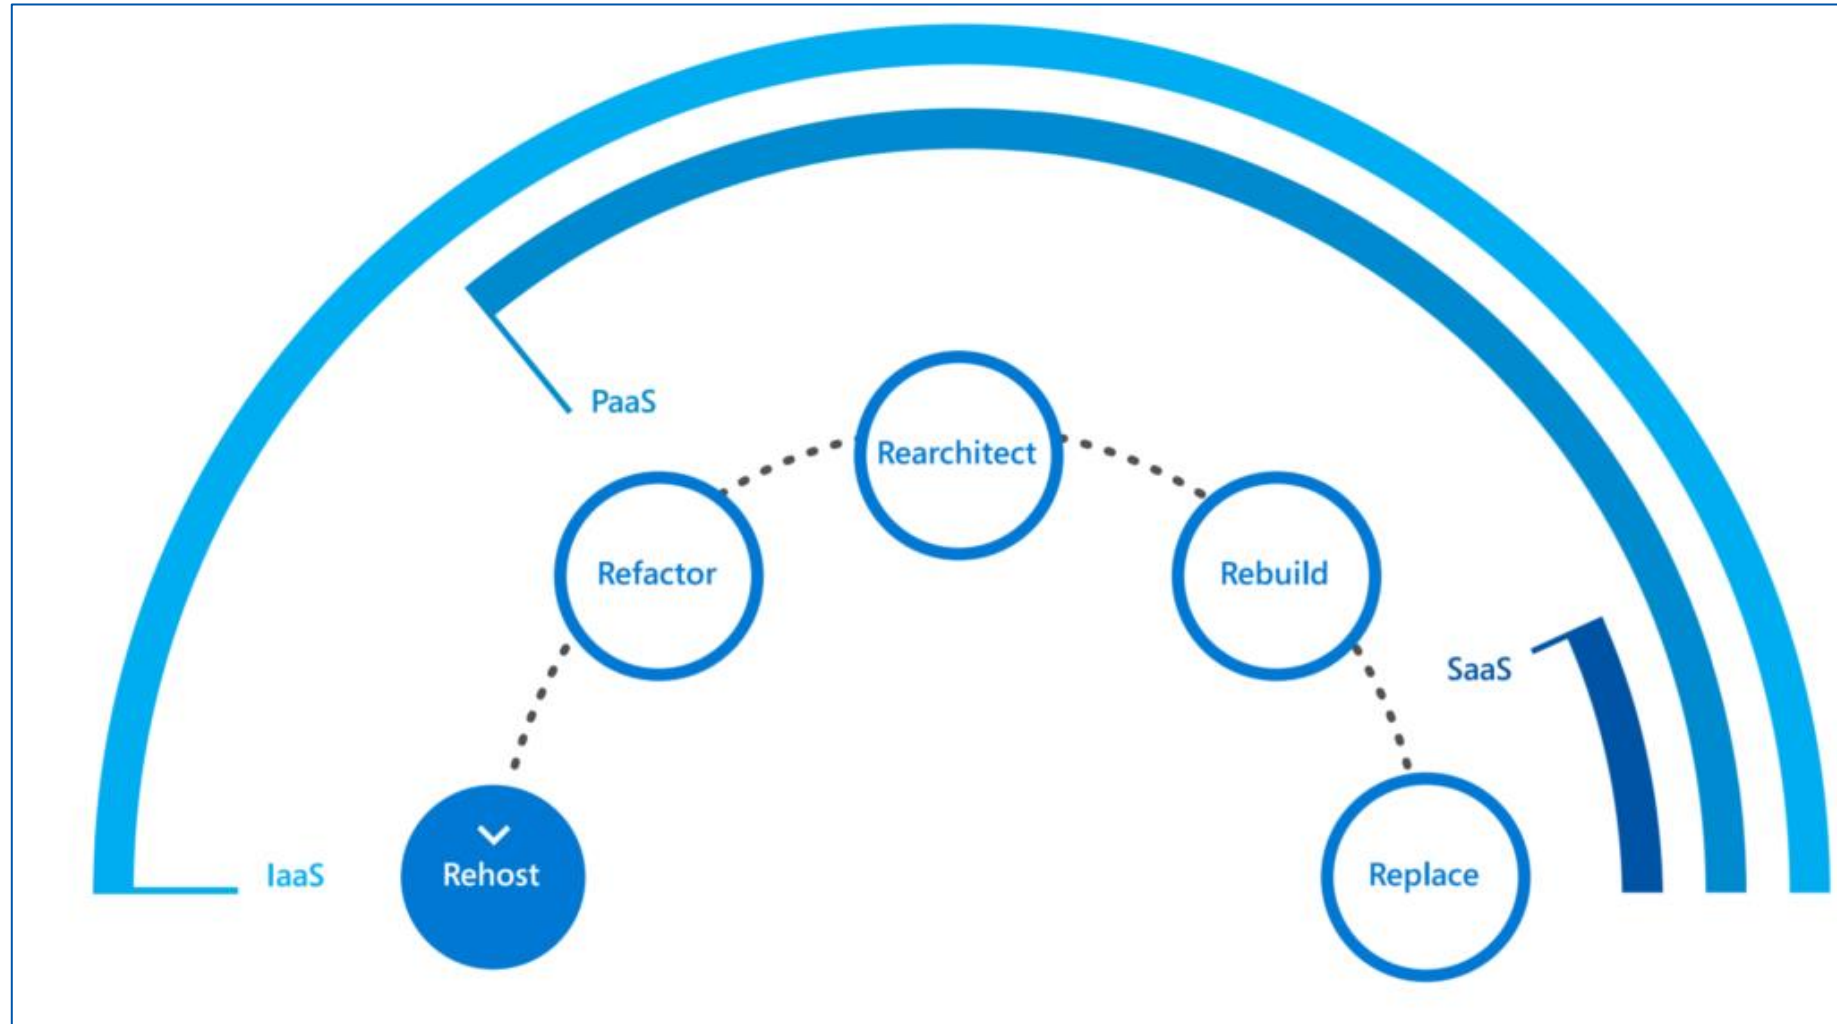 PaaS
Rearchitect
Refactor
Rebuild
SaaS
IaaS
Rehost
Replace